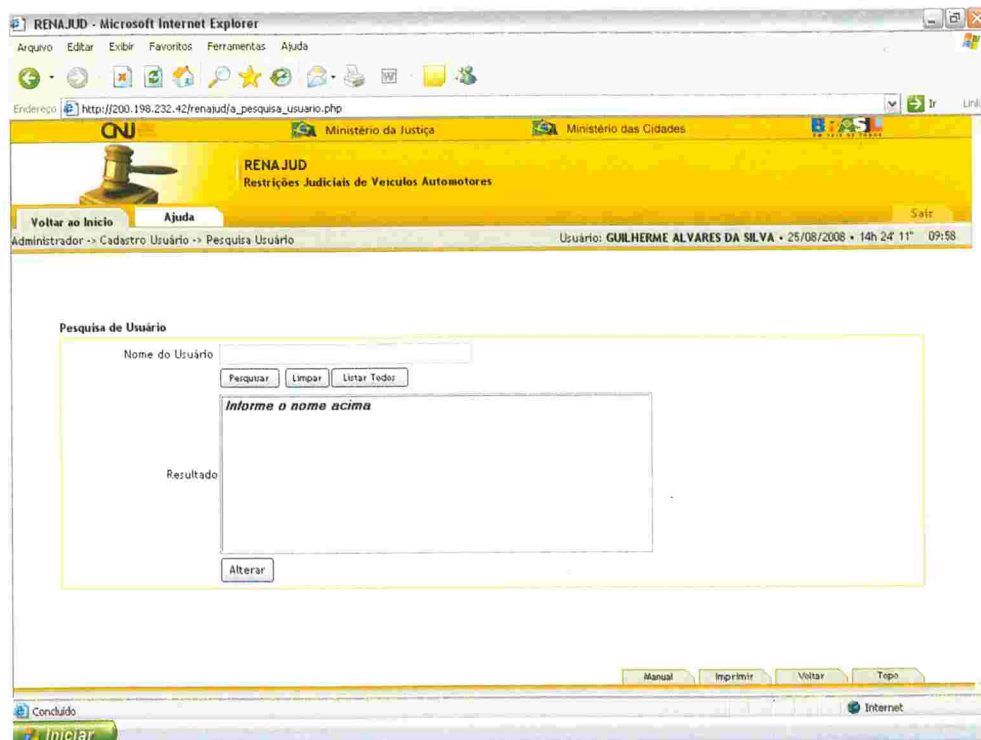 RENAJUD - Microsoft Internet Explorer
Arquivo Editar Exibir Favoritos Ferramentas Ajuda
Endereço http://200.198.232.42/renajud/a_pesquisa_usuario.php Ir Links
CNJ Ministério da Justiça Ministério das Cidades BRASIL
RENAJUD
Restrições Judiciais de Veículos Automotores
Voltar ao Início Ajuda Sair
Administrador -> Cadastro Usuário -> Pesquisa Usuário Usuário: GUILHERME ALVARES DA SILVA • 25/08/2008 • 14h 24' 11" 09:58
Pesquisa de Usuário
Nome do Usuário
Pesquisar Limpar Listar Todos
Informe o nome acima
Resultado
Alterar
Manual Imprimir Voltar Topo
Concluído Internet
Iniciar